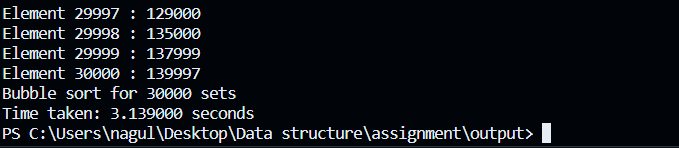 Element 29997 : 129000
Element 29998 : 135000
Element 29999 : 137999
Element 30000 : 139997
Bubble sort for 30000 sets
Time taken: 3.139000 seconds
PS C:\Users\nagul\Desktop\Data structure\assignment\output>